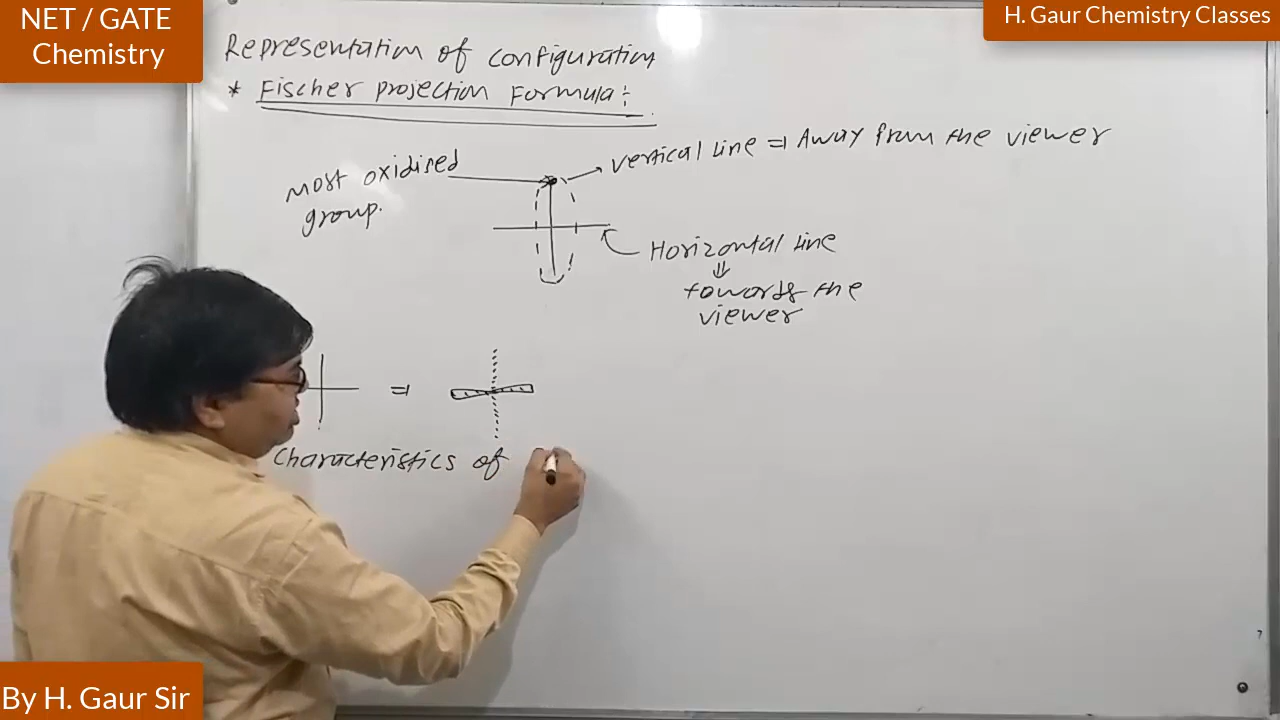 NET / GATE
Chemistry
H. Gaur Chemistry Classes
Representation of configuration
* Fischer projection Formula:
most oxidised
group.
vertical line ⇒ Away from the viewer
Horizontal line
⇓
towards the
viewer
=
Characteristics of
By H. Gaur Sir